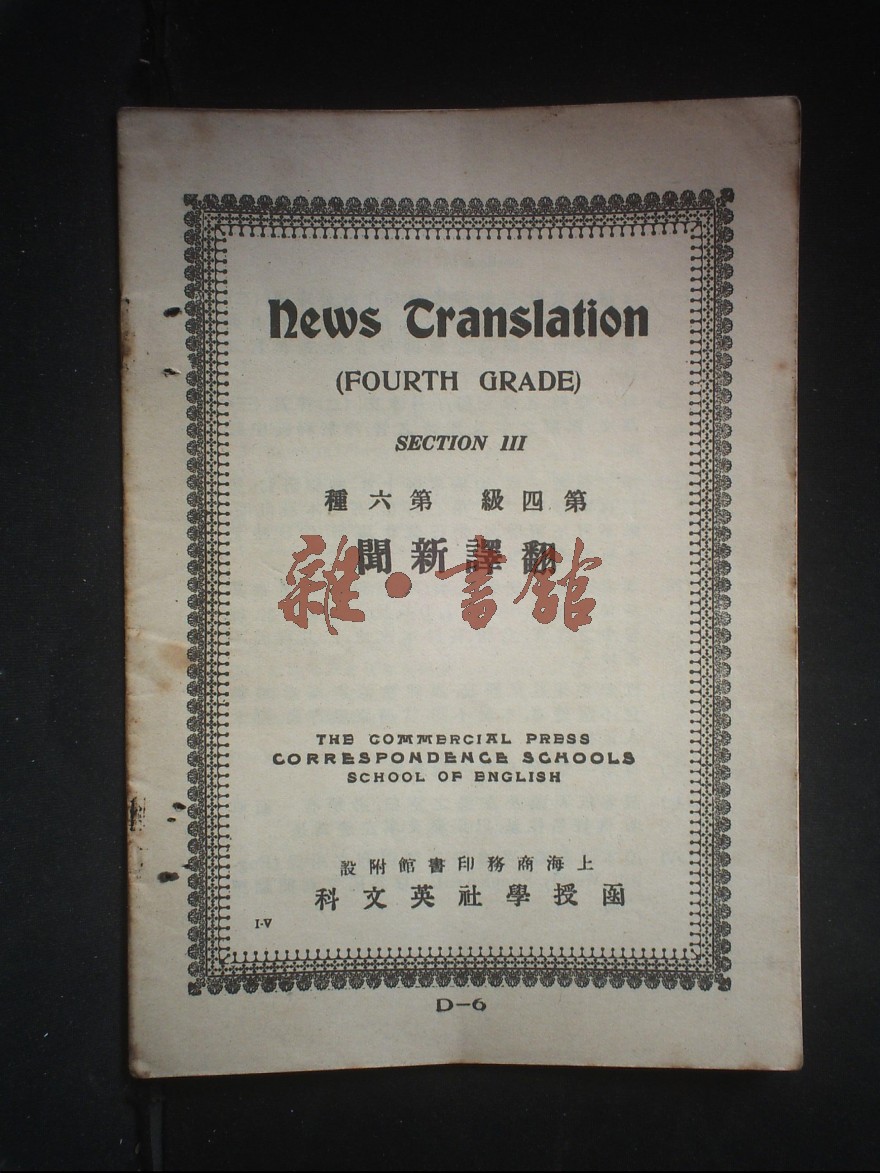 News Translation
(FOURTH GRADE)
SECTION III
第四級 第六種
翻譯新聞
雜·書館
THE COMMERCIAL PRESS
CORRESPONDENCE SCHOOLS
SCHOOL OF ENGLISH
上海商務印書館附設
函授學社英文科
I-V
D-6